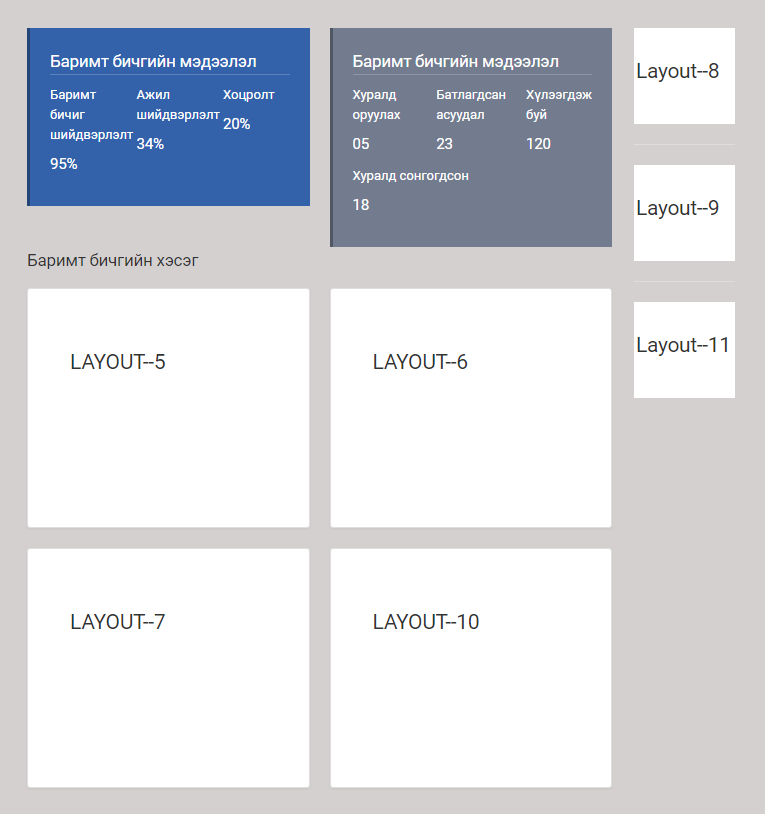 Баримт бичгийн мэдээлэл
Баримт
бичиг
шийдвэрлэлт
95%
Ажил
шийдвэрлэлт
34%
Хоцролт
20%
Баримт бичгийн мэдээлэл
Хуралд
оруулах
05
Батлагдсан
асуудал
23
Хүлээгдэж
буй
120
Хуралд сонгогдсон
18
Баримт бичгийн хэсэг
LAYOUT--5
LAYOUT--6
LAYOUT--7
LAYOUT--10
Layout--8
Layout--9
Layout--11